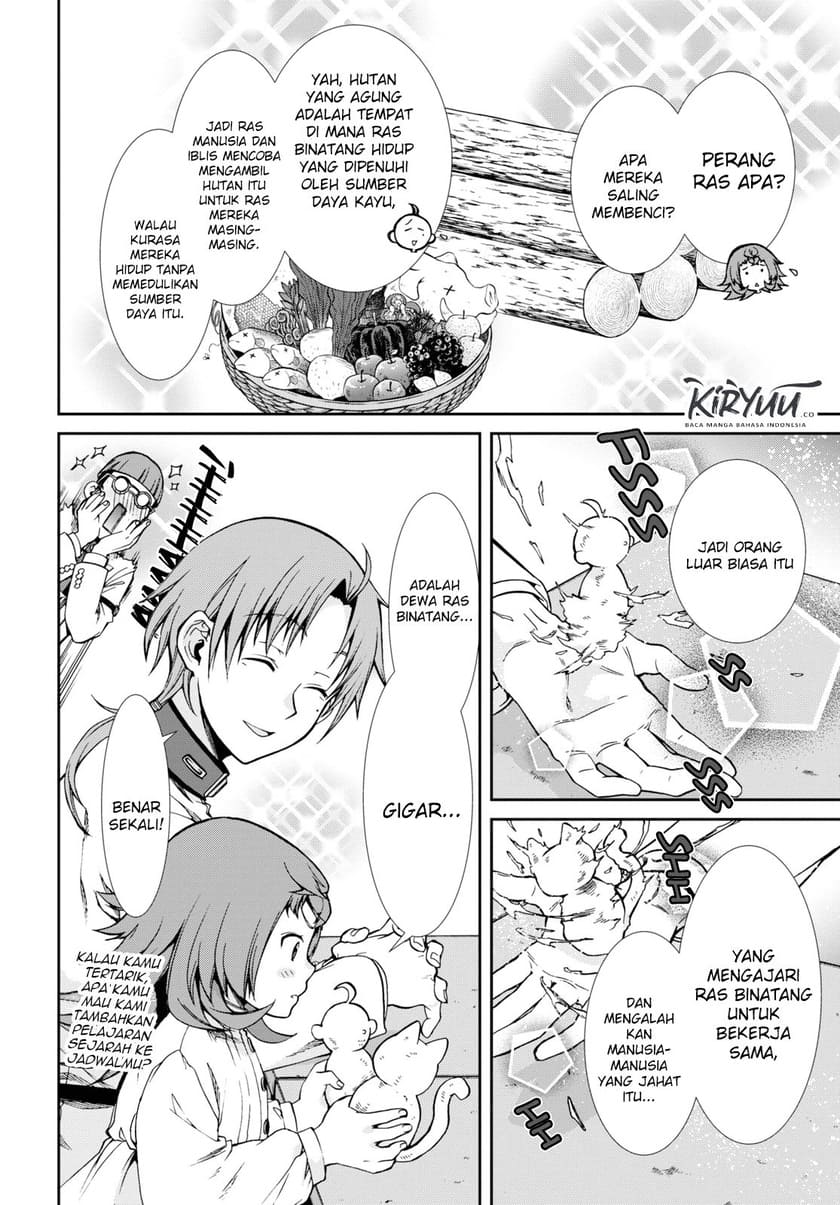 PERANG
RAS APA?
APA
MEREKA
SALING
MEMBENCI?
YAH, HUTAN
YANG AGUNG
ADALAH TEMPAT
DI MANA RAS
BINATANG HIDUP
YANG DIPENUHI
OLEH SUMBER
DAYA KAYU,
JADI RAS
MANUSIA DAN
IBLIS MENCOBA
MENGAMBIL
HUTAN ITU
UNTUK RAS
MEREKA
MASING-
MASING.
WALAU
KURASA
MEREKA
HIDUP TANPA
MEMEDULIKAN
SUMBER
DAYA ITU.
KIRYUU.CO
BACA MANGA BAHASA INDONESIA
FSSS
JADI ORANG
LUAR BIASA ITU
SS
SSS
SHH
YANG
MENGAJARI
RAS BINATANG
UNTUK
BEKERJA
SAMA,
DAN
MENGALAH
KAN
MANUSIA-
MANUSIA
YANG JAHAT
ITU...
HH
ADALAH
DEWA RAS
BINATANG...
GIGAR...
BENAR
SEKALI!
KALAU KAMU
TERTARIK,
APA KAMU
MAU KAMI
TAMBAHKAN
PELAJARAN
SEJARAH KE
JADWALMU?